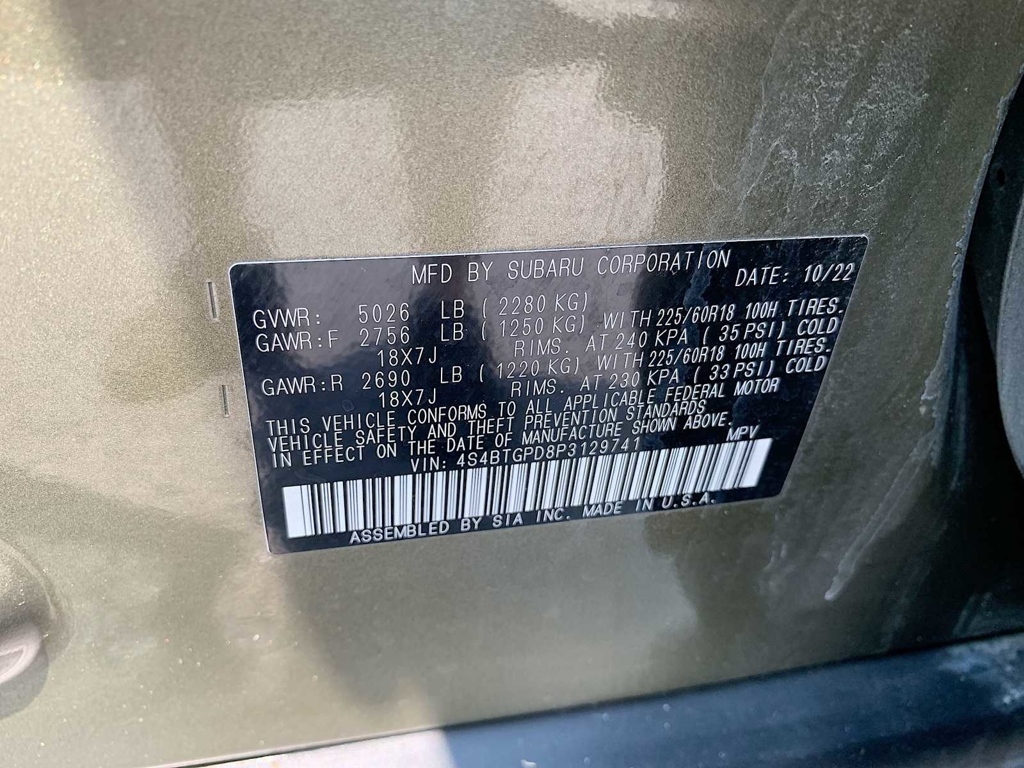 MFD BY SUBARU CORPORATION DATE: 10/22
GVWR: 5026 LB (2280 KG)
GAWR:F 2756 LB (1250 KG) WITH 225/60R18 100H TIRES.
18X7J RIMS. AT 240 KPA (35 PSI) COLD
GAWR:R 2690 LB (1220 KG) WITH 225/60R18 100H TIRES.
18X7J RIMS. AT 230 KPA (33 PSI) COLD
THIS VEHICLE CONFORMS TO ALL APPLICABLE FEDERAL MOTOR
VEHICLE SAFETY AND THEFT PREVENTION STANDARDS
IN EFFECT ON THE DATE OF MANUFACTURE SHOWN ABOVE.
VIN: 4S4BTGPD8P3129741 MPV
ASSEMBLED BY SIA INC. MADE IN U.S.A.